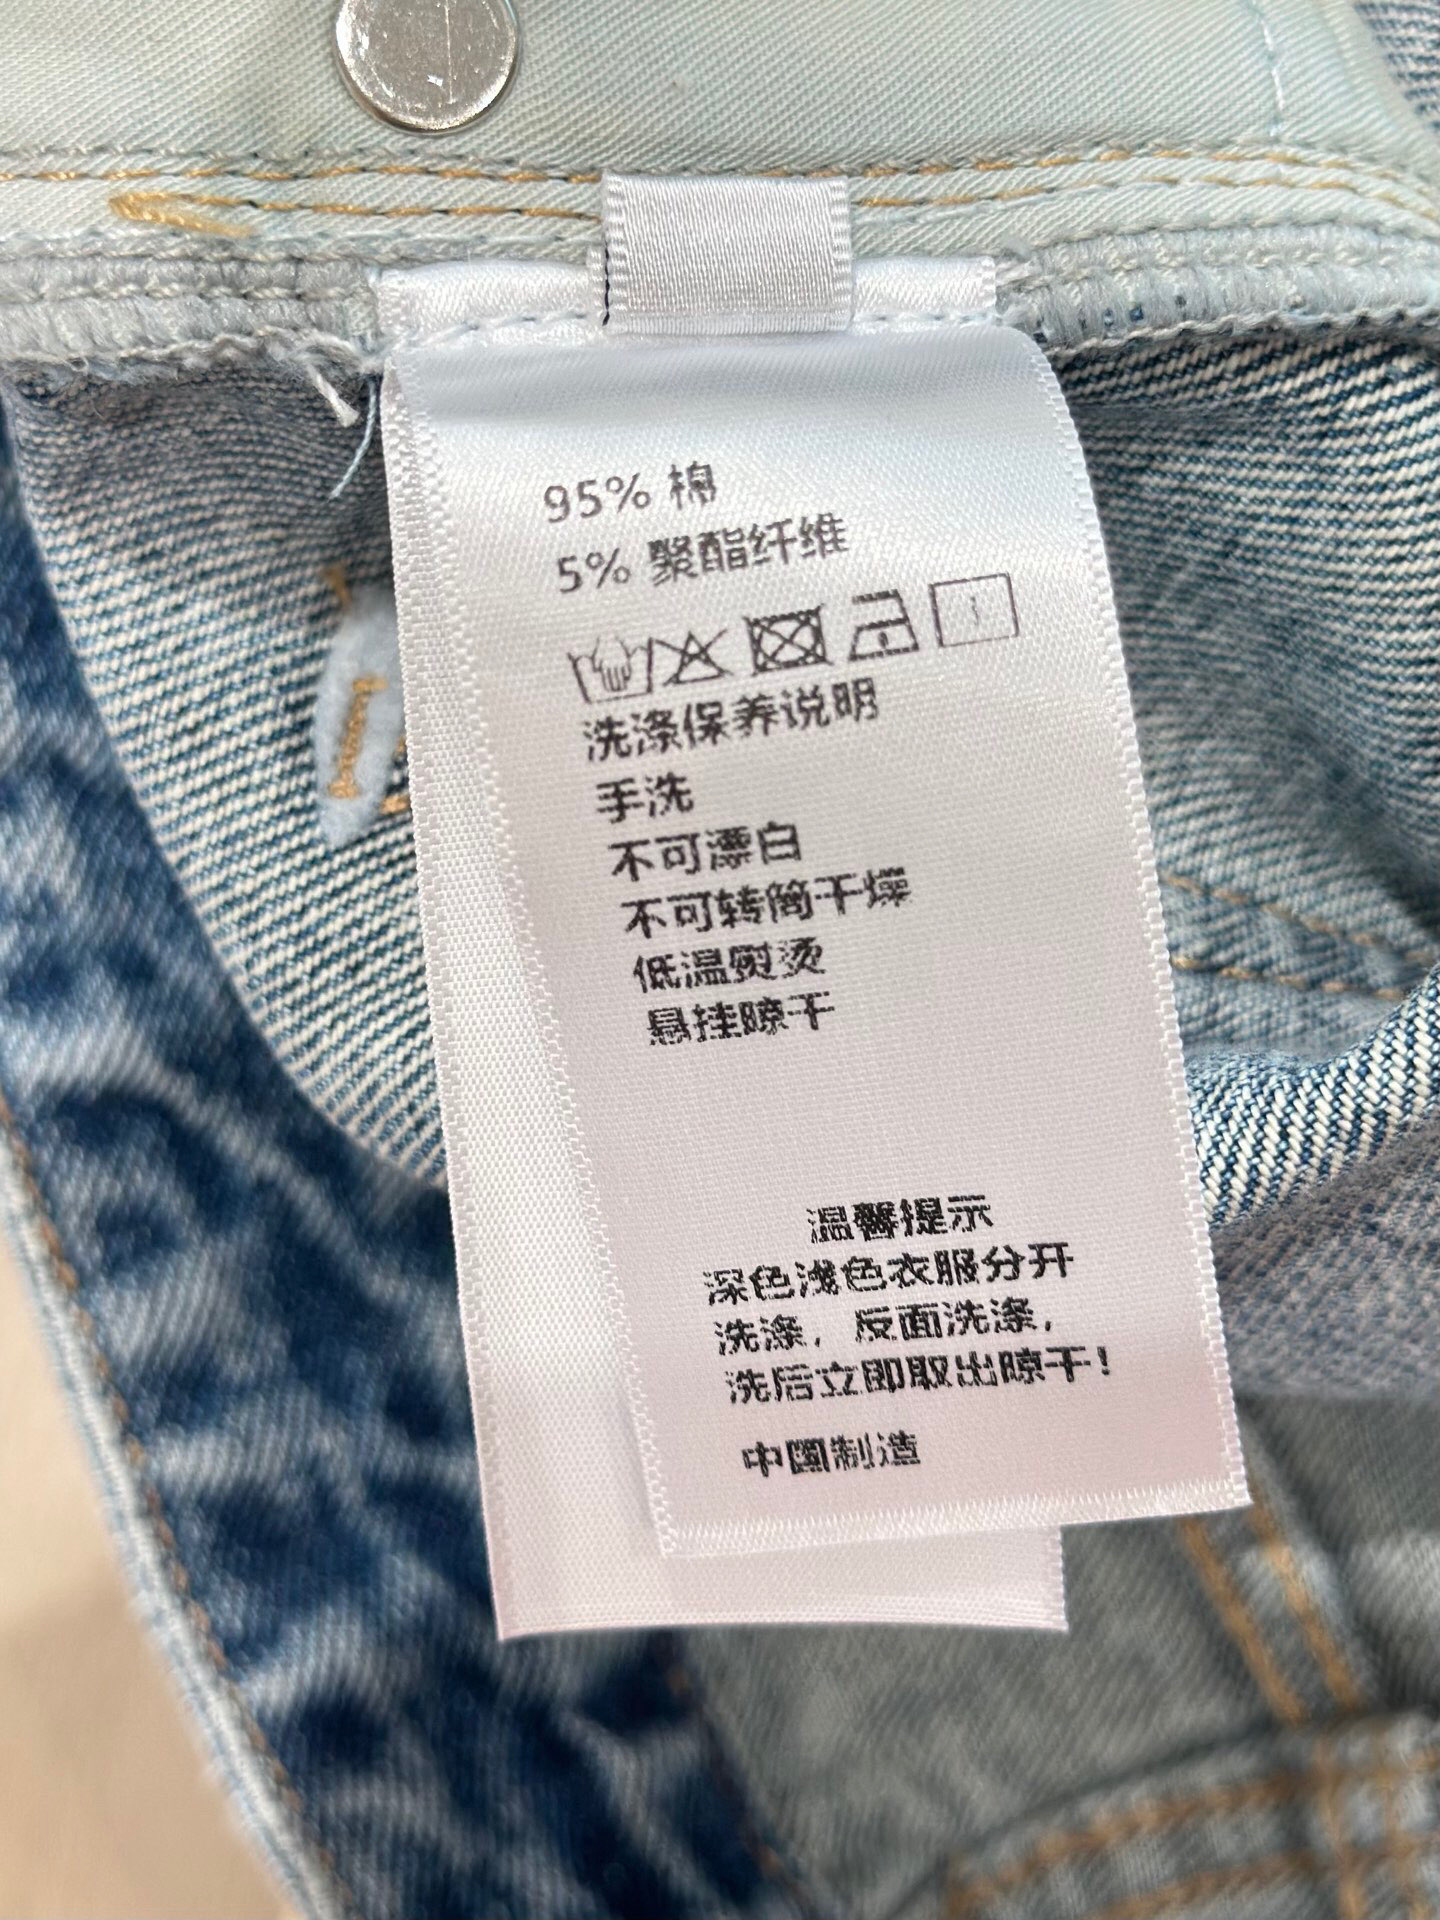 95% 棉
5% 聚酯纤维
洗涤保养说明
手洗
不可漂白
不可转筒干燥
低温熨烫
悬挂晾干
温馨提示
深色浅色衣服分开
洗涤，反面洗涤，
洗后立即取出晾干！
中国制造